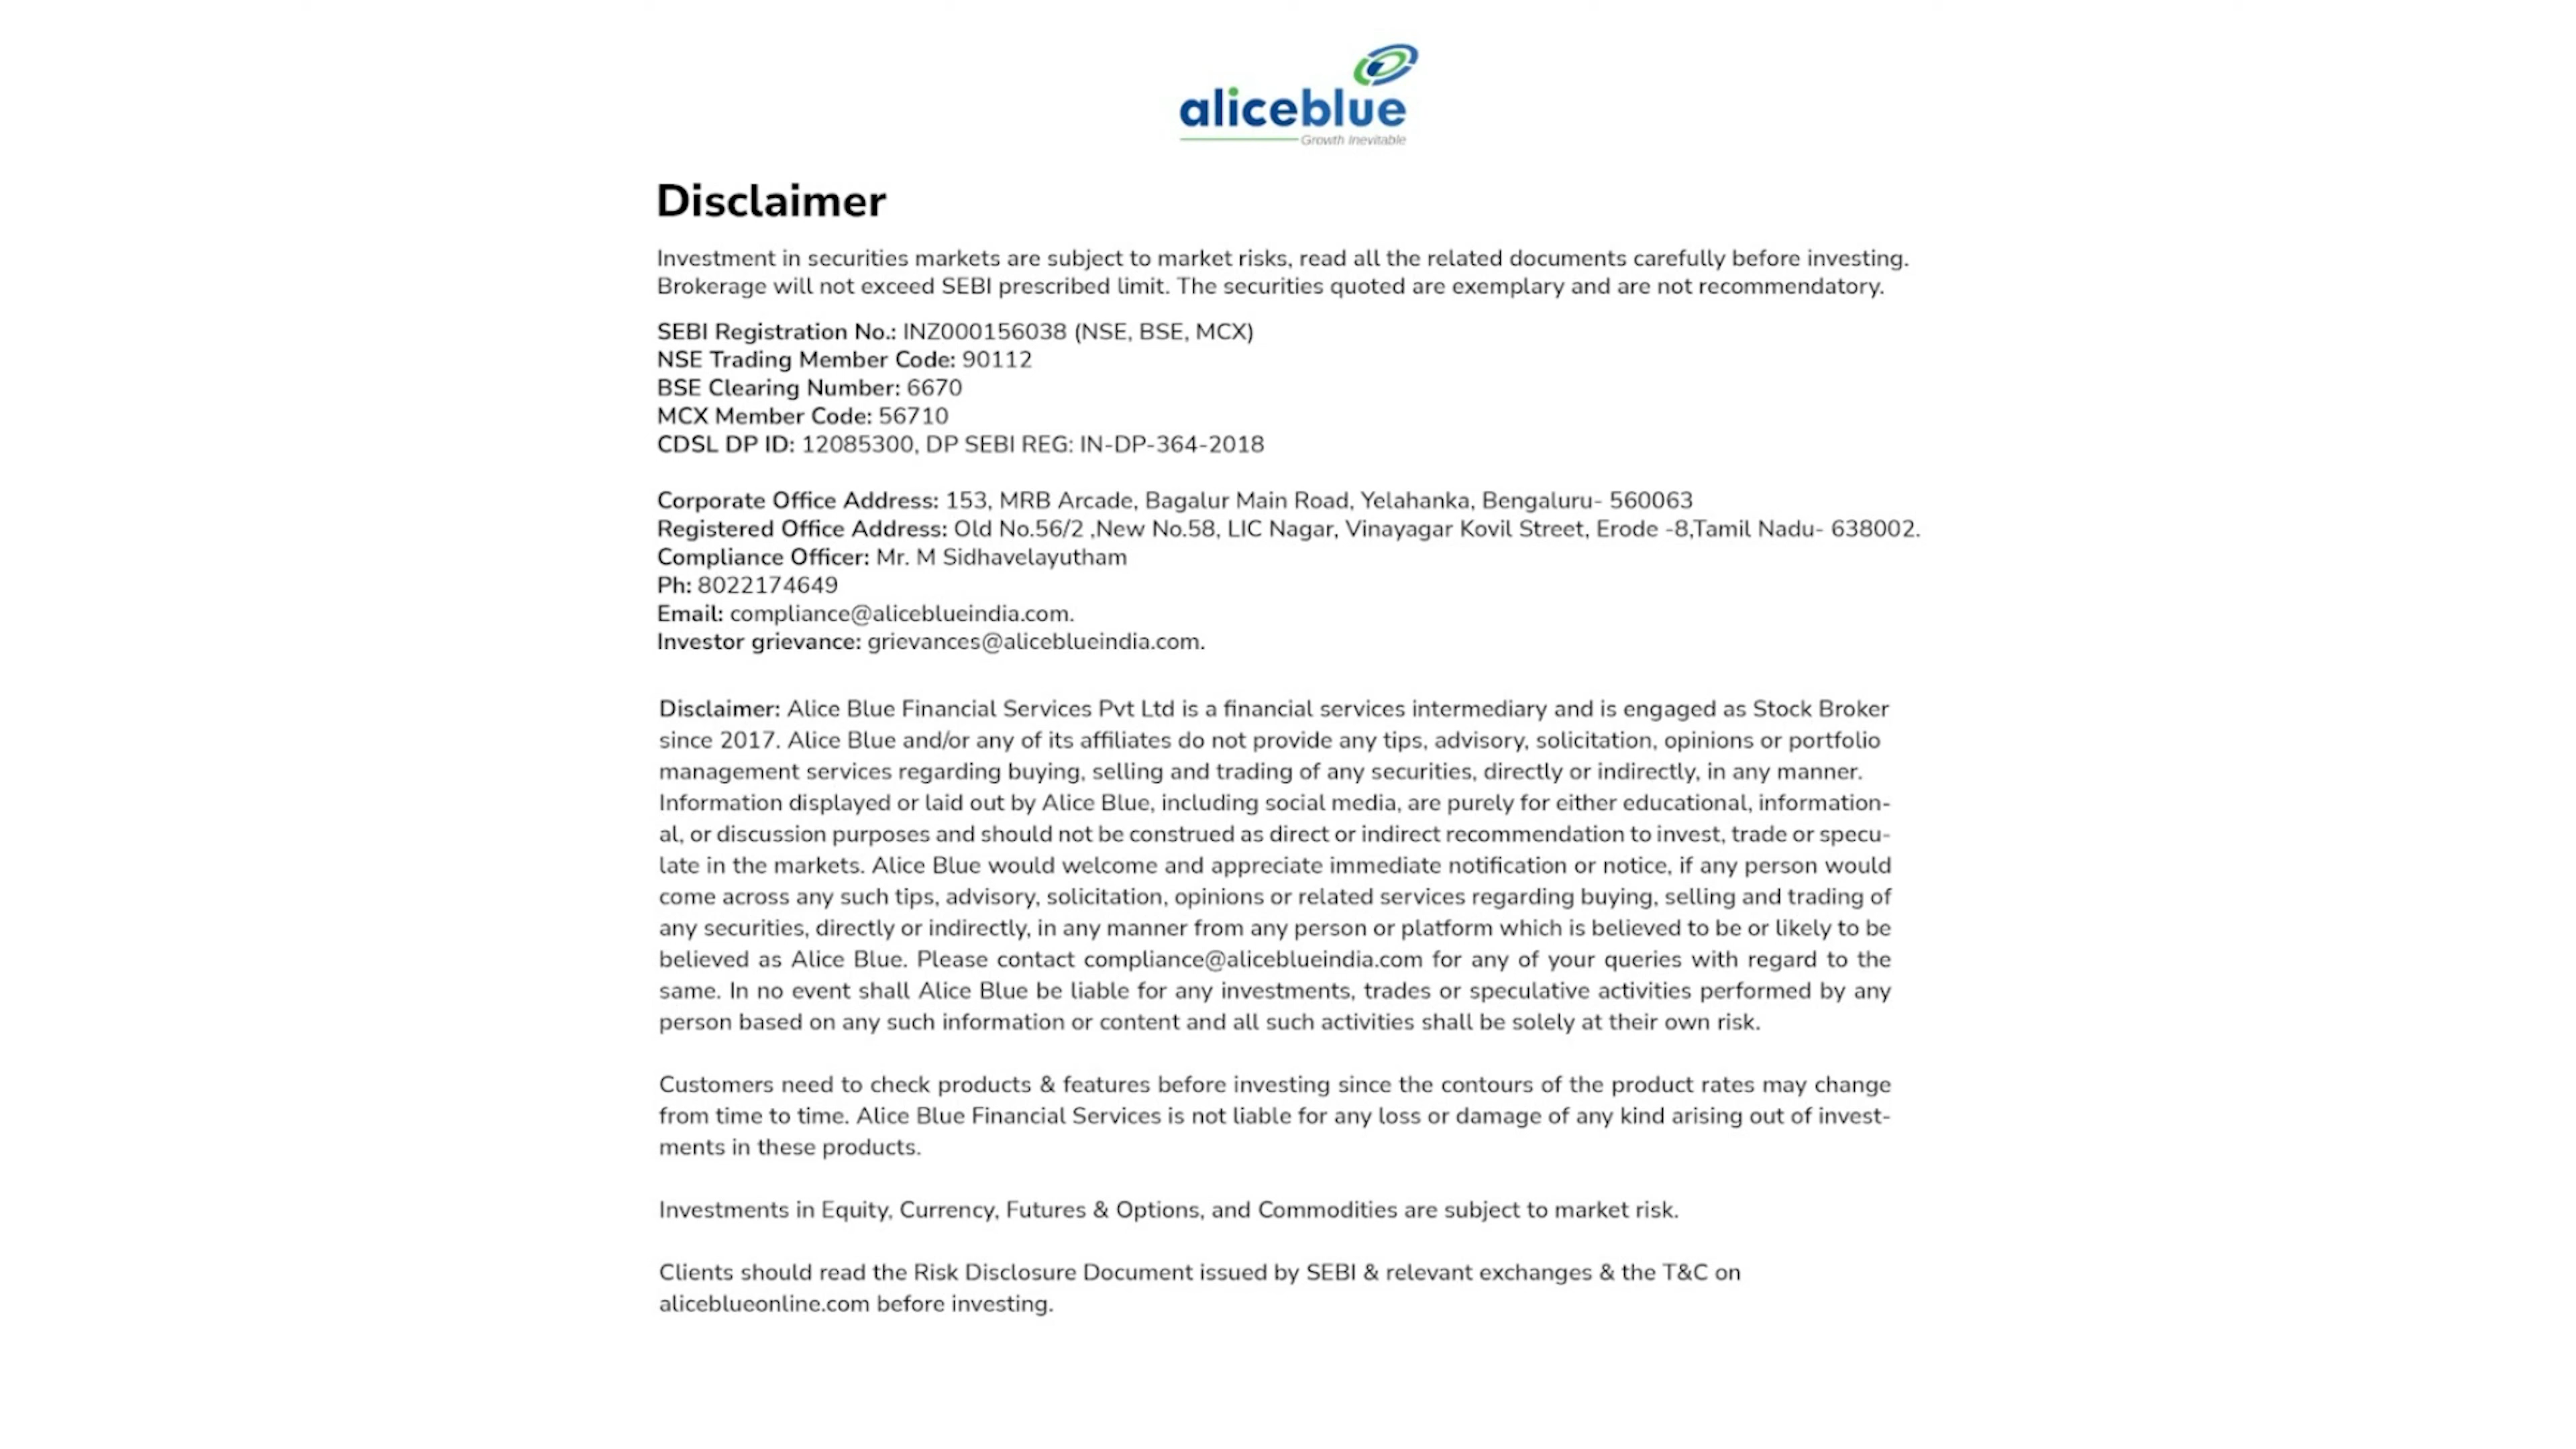 aliceblue
Growth Inevitable
Disclaimer
Investment in securities markets are subject to market risks, read all the related documents carefully before investing.
Brokerage will not exceed SEBI prescribed limit. The securities quoted are exemplary and are not recommendatory.
SEBI Registration No.: INZ000156038 (NSE, BSE, MCX)
NSE Trading Member Code: 90112
BSE Clearing Number: 6670
MCX Member Code: 56710
CDSL DP ID: 12085300, DP SEBI REG: IN-DP-364-2018
Corporate Office Address: 153, MRB Arcade, Bagalur Main Road, Yelahanka, Bengaluru- 560063
Registered Office Address: Old No.56/2 ,New No.58, LIC Nagar, Vinayagar Kovil Street, Erode -8,Tamil Nadu- 638002.
Compliance Officer: Mr. M Sidhavelayutham
Ph: 8022174649
Email: compliance@aliceblueindia.com.
Investor grievance: grievances@aliceblueindia.com.
Disclaimer: Alice Blue Financial Services Pvt Ltd is a financial services intermediary and is engaged as Stock Broker
since 2017. Alice Blue and/or any of its affiliates do not provide any tips, advisory, solicitation, opinions or portfolio
management services regarding buying, selling and trading of any securities, directly or indirectly, in any manner.
Information displayed or laid out by Alice Blue, including social media, are purely for either educational, information-
al, or discussion purposes and should not be construed as direct or indirect recommendation to invest, trade or specu-
late in the markets. Alice Blue would welcome and appreciate immediate notification or notice, if any person would
come across any such tips, advisory, solicitation, opinions or related services regarding buying, selling and trading of
any securities, directly or indirectly, in any manner from any person or platform which is believed to be or likely to be
believed as Alice Blue. Please contact compliance@aliceblueindia.com for any of your queries with regard to the
same. In no event shall Alice Blue be liable for any investments, trades or speculative activities performed by any
person based on any such information or content and all such activities shall be solely at their own risk.
Customers need to check products & features before investing since the contours of the product rates may change
from time to time. Alice Blue Financial Services is not liable for any loss or damage of any kind arising out of invest-
ments in these products.
Investments in Equity, Currency, Futures & Options, and Commodities are subject to market risk.
Clients should read the Risk Disclosure Document issued by SEBI & relevant exchanges & the T&C on
aliceblueonline.com before investing.